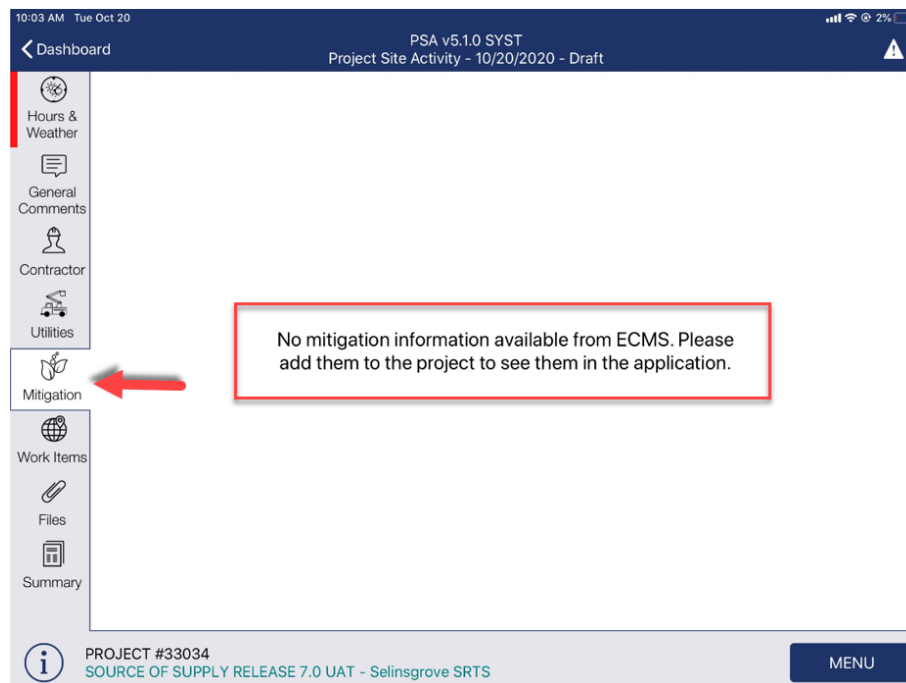 10:03 AM Tue Oct 20
2%
Dashboard
PSA v5.1.0 SYST
Project Site Activity - 10/20/2020 - Draft
Hours &
Weather
General
Comments
Contractor
Utilities
Mitigation
Work Items
Files
Summary
No mitigation information available from ECMS. Please
add them to the project to see them in the application.
i
PROJECT #33034
SOURCE OF SUPPLY RELEASE 7.0 UAT - Selinsgrove SRTS
MENU